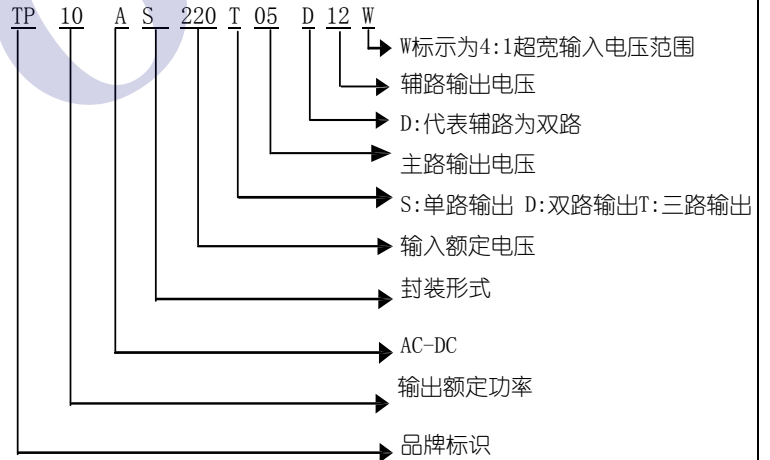 TP 10 A S 220 T 05 D 12 W
W标示为4:1超宽输入电压范围
辅路输出电压
D:代表辅路为双路
主路输出电压
S:单路输出 D:双路输出T:三路输出
输入额定电压
封装形式
AC-DC
输出额定功率
品牌标识